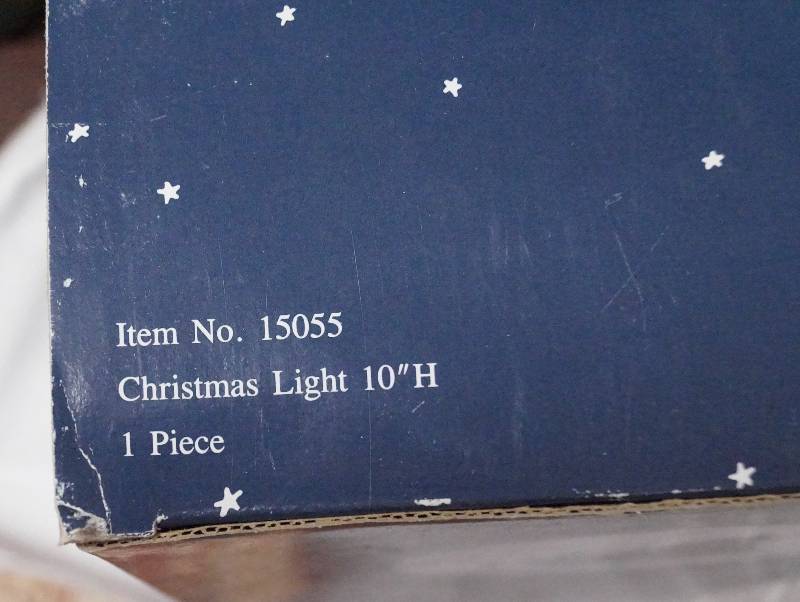 Item No. 15055
Christmas Light 10"H
1 Piece